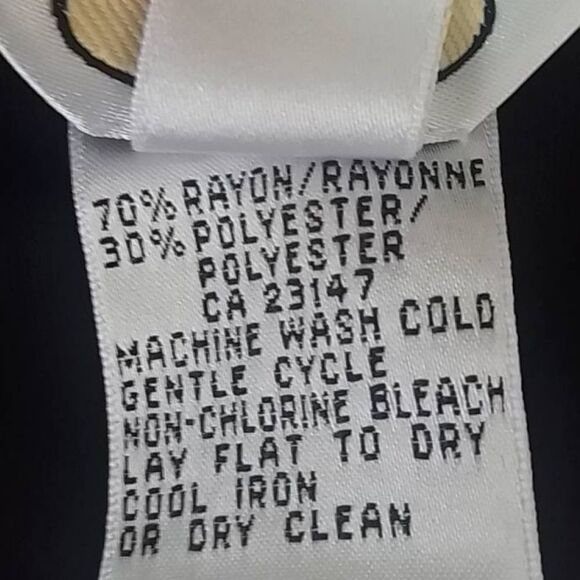 70% RAYON/RAYONNE
30% POLYESTER/
POLYESTER
CA 23147
MACHINE WASH COLD
GENTLE CYCLE
NON-CHLORINE BLEACH
LAY FLAT TO DRY
COOL IRON
OR DRY CLEAN